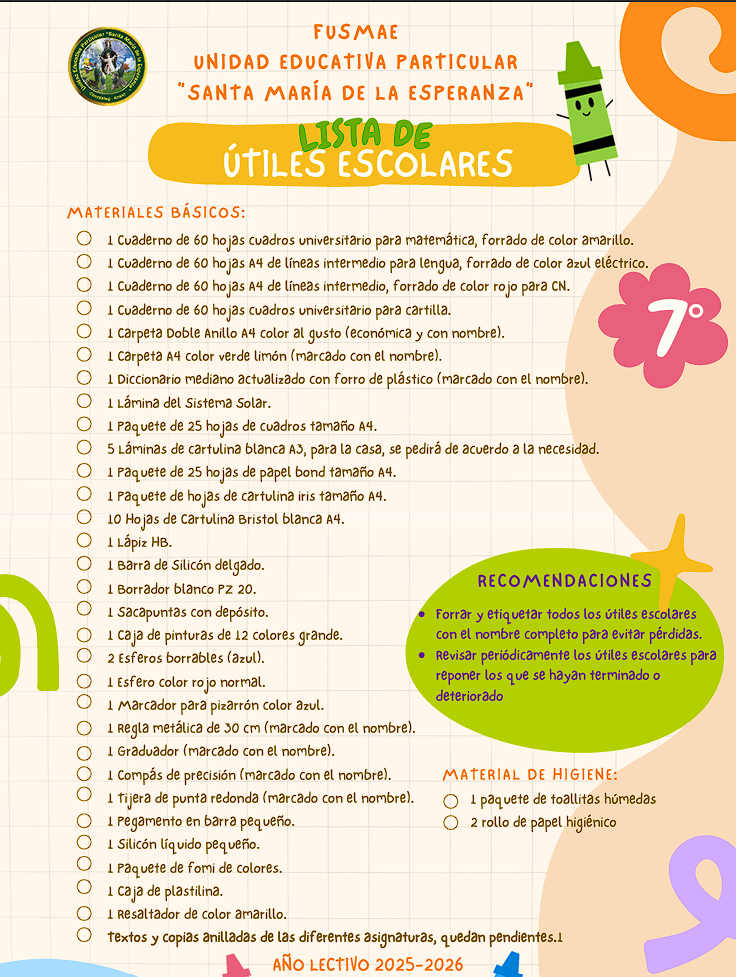 FUSMAE
UNIDAD EDUCATIVA PARTICULAR
"SANTA MARÍA DE LA ESPERANZA"
LISTA DE
ÚTILES ESCOLARES
MATERIALES BÁSICOS:
1 Cuaderno de 60 hojas cuadros universitario para matemática, forrado de color amarillo.
1 Cuaderno de 60 hojas A4 de líneas intermedio para lengua, forrado de color azul eléctrico.
1 Cuaderno de 60 hojas A4 de líneas intermedio, forrado de color rojo para CN.
1 Cuaderno de 60 hojas cuadros universitario para cartilla.
1 Carpeta Doble Anillo A4 color al gusto (económica y con nombre).
1 Carpeta A4 color verde limón (marcado con el nombre).
1 Diccionario mediano actualizado con forro de plástico (marcado con el nombre).
7°
1 Lámina del Sistema Solar.
1 Paquete de 25 hojas de cuadros tamaño A4.
5 Láminas de cartulina blanca A3, para la casa, se pedirá de acuerdo a la necesidad.
1 Paquete de 25 hojas de papel bond tamaño A4.
1 Paquete de hojas de cartulina iris tamaño A4.
10 Hojas de Cartulina Bristol blanca A4.
1 Lápiz HB.
1 Barra de Silicón delgado.
1 Borrador blanco PZ 20.
1 Sacapuntas con depósito.
1 Caja de pinturas de 12 colores grande.
2 Esferos borrables (azul).
1 Esfero color rojo normal.
1 Marcador para pizarrón color azul.
1 Regla metálica de 30 cm (marcado con el nombre).
1 Graduador (marcado con el nombre).
1 Compás de precisión (marcado con el nombre).
1 Tijera de punta redonda (marcado con el nombre).
1 Pegamento en barra pequeño.
1 Silicón líquido pequeño.
1 Paquete de fomi de colores.
1 Caja de plastilina.
1 Resaltador de color amarillo.
Textos y copias anilladas de las diferentes asignaturas, quedan pendientes.1
RECOMENDACIONES
• Forrar y etiquetar todos los útiles escolares
con el nombre completo para evitar pérdidas.
• Revisar periódicamente los útiles escolares para
reponer los que se hayan terminado o
deteriorado
MATERIAL DE HIGIENE:
1 paquete de toallitas húmedas
2 rollo de papel higiénico
AÑO LECTIVO 2025-2026